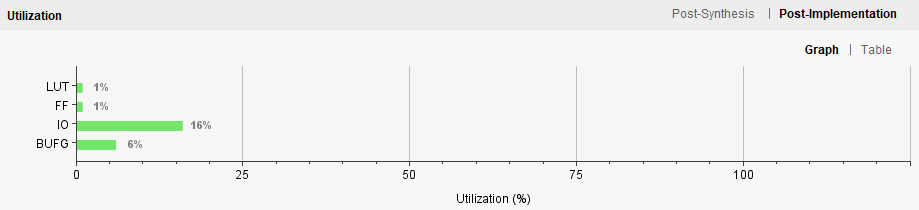 Utilization Post-Synthesis | Post-Implementation
Graph | Table
LUT 1%
FF 1%
IO 16%
BUFG 6%
0 25 50 75 100
Utilization (%)